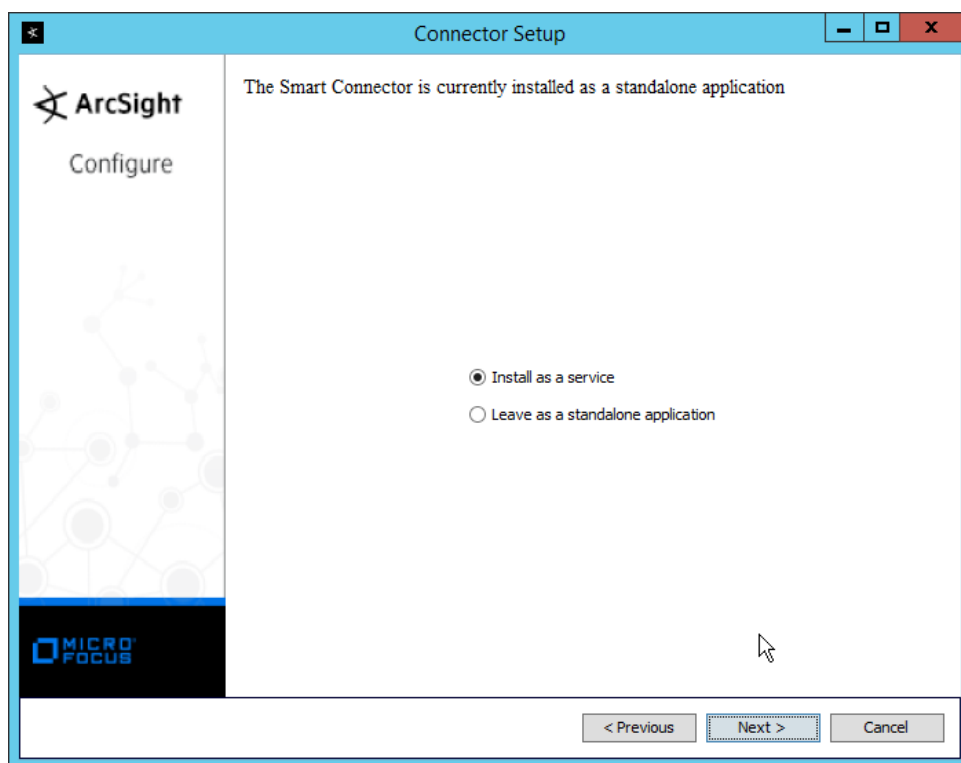 Connector Setup
ArcSight
Configure
The Smart Connector is currently installed as a standalone application
Install as a service
Leave as a standalone application
MICRO
FOCUS
< Previous
Next >
Cancel